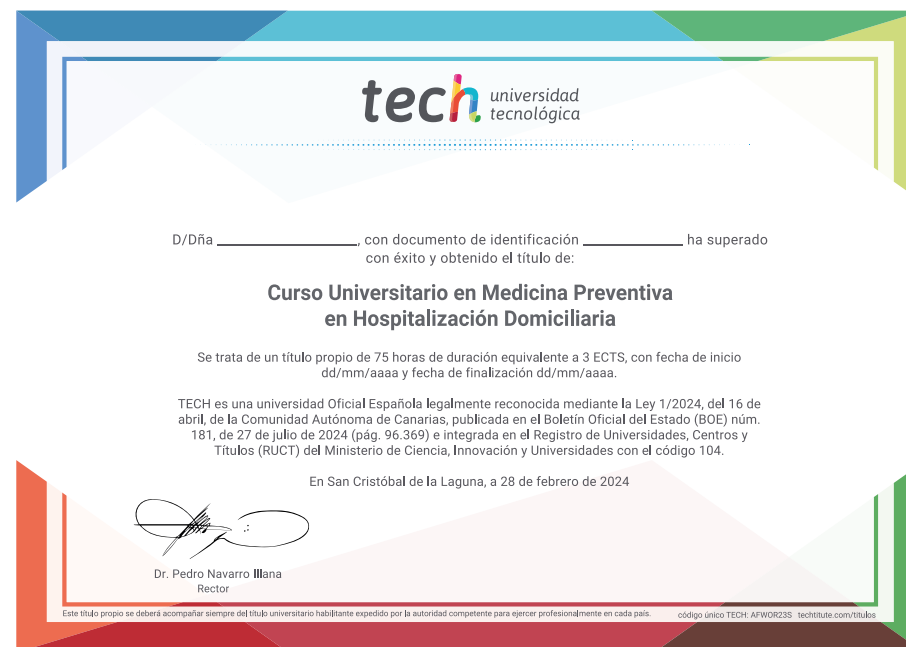 tech universidad
tecnológica
D/Dña ____________, con documento de identificación ____________ ha superado
con éxito y obtenido el título de:
Curso Universitario en Medicina Preventiva
en Hospitalización Domiciliaria
Se trata de un título propio de 75 horas de duración equivalente a 3 ECTS, con fecha de inicio
dd/mm/aaaa y fecha de finalización dd/mm/aaaa.
TECH es una universidad Oficial Española legalmente reconocida mediante la Ley 1/2024, del 16 de
abril, de la Comunidad Autónoma de Canarias, publicada en el Boletín Oficial del Estado (BOE) núm.
181, de 27 de julio de 2024 (pág. 96.369) e integrada en el Registro de Universidades, Centros y
Títulos (RUCT) del Ministerio de Ciencia, Innovación y Universidades con el código 104.
En San Cristóbal de la Laguna, a 28 de febrero de 2024
Dr. Pedro Navarro Illana
Rector
Este título propio se deberá acompañar siempre del título universitario habilitante expedido por la autoridad competente para ejercer profesionalmente en cada país.
código único TECH: AFWOR23S techtitute.com/titulos